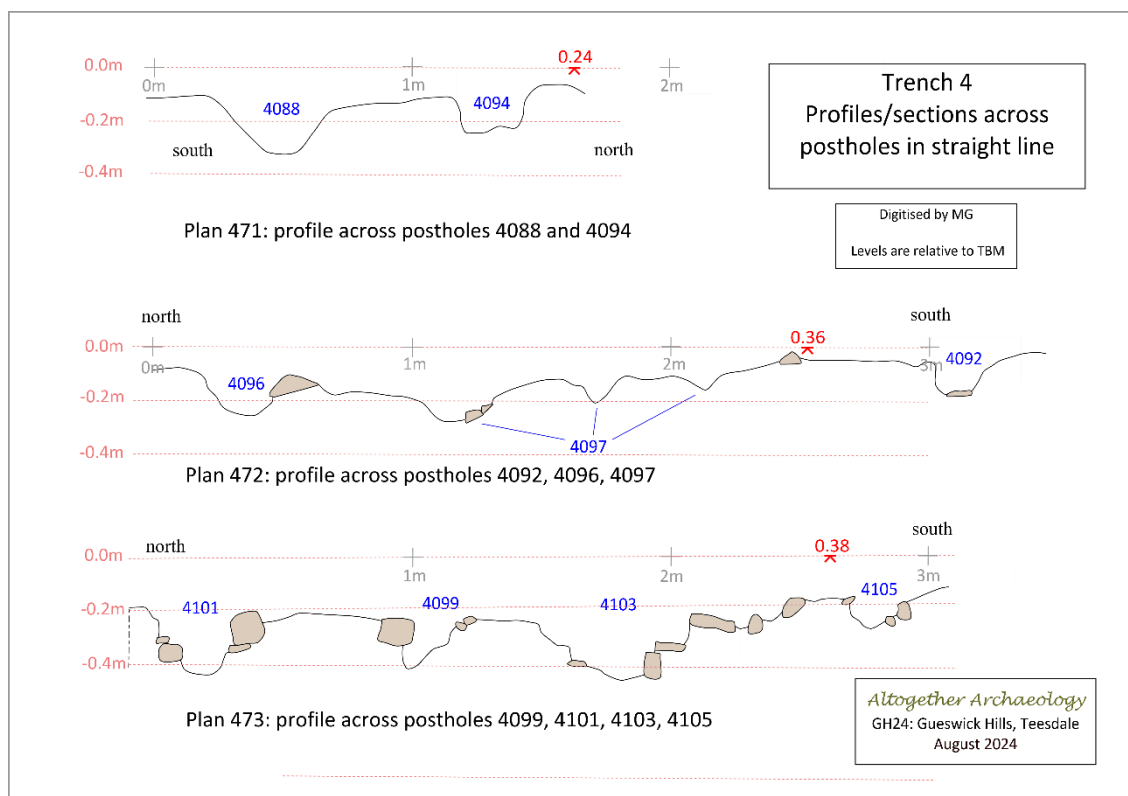 0.0m
0m
1m
0.24
2m
4088
4094
-0.2m
south
north
-0.4m
Plan 471: profile across postholes 4088 and 4094
Trench 4
Profiles/sections across
postholes in straight line
Digitised by MG
Levels are relative to TBM
north
south
0.0m
0m
1m
2m
0.36
3m
4092
4096
-0.2m
4097
-0.4m
Plan 472: profile across postholes 4092, 4096, 4097
north
south
0.0m
1m
2m
0.38
3m
4101
4099
4103
4105
-0.2m
-0.4m
Plan 473: profile across postholes 4099, 4101, 4103, 4105
Altogether Archaeology
GH24: Gueswick Hills, Teesdale
August 2024